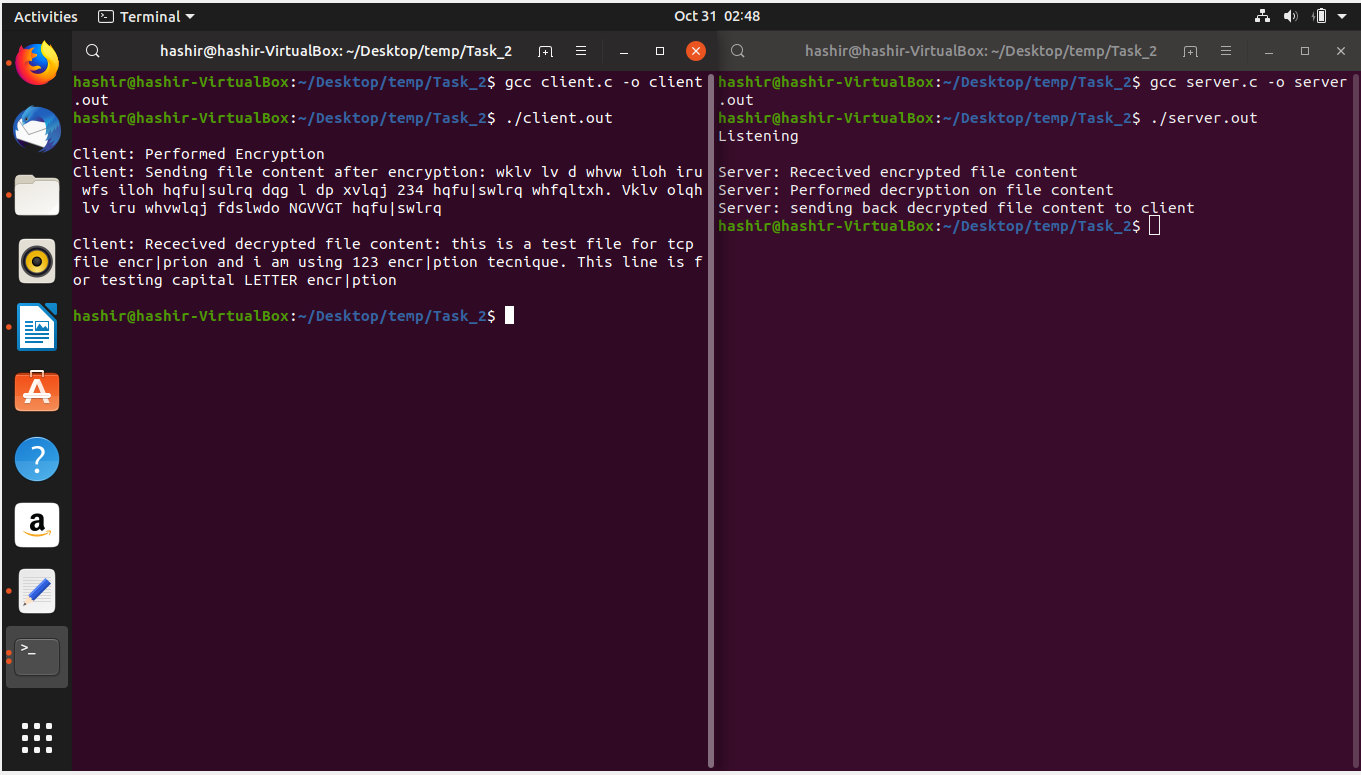 Activities Terminal Oct 31 02:48
hashir@hashir-VirtualBox: ~/Desktop/temp/Task_2
hashir@hashir-VirtualBox:~/Desktop/temp/Task_2$ gcc client.c -o client
.out
hashir@hashir-VirtualBox:~/Desktop/temp/Task_2$ ./client.out
Client: Performed Encryption
Client: Sending file content after encryption: wklv lv d whvw iloh iru
wfs iloh hqfu|sulrq dqg l dp xvlqj 234 hqfu|swlrq whfqltxh. Vklv olqh
lv iru whvwlqj fdslwdo NGVVGT hqfu|swlrq
Client: Rececived decrypted file content: this is a test file for tcp
file encr|prion and i am using 123 encr|ption tecnique. This line is f
or testing capital LETTER encr|ption
hashir@hashir-VirtualBox:~/Desktop/temp/Task_2$
hashir@hashir-VirtualBox: ~/Desktop/temp/Task_2
hashir@hashir-VirtualBox:~/Desktop/temp/Task_2$ gcc server.c -o server
.out
hashir@hashir-VirtualBox:~/Desktop/temp/Task_2$ ./server.out
Listening
Server: Rececived encrypted file content
Server: Performed decryption on file content
Server: sending back decrypted file content to client
hashir@hashir-VirtualBox:~/Desktop/temp/Task_2$